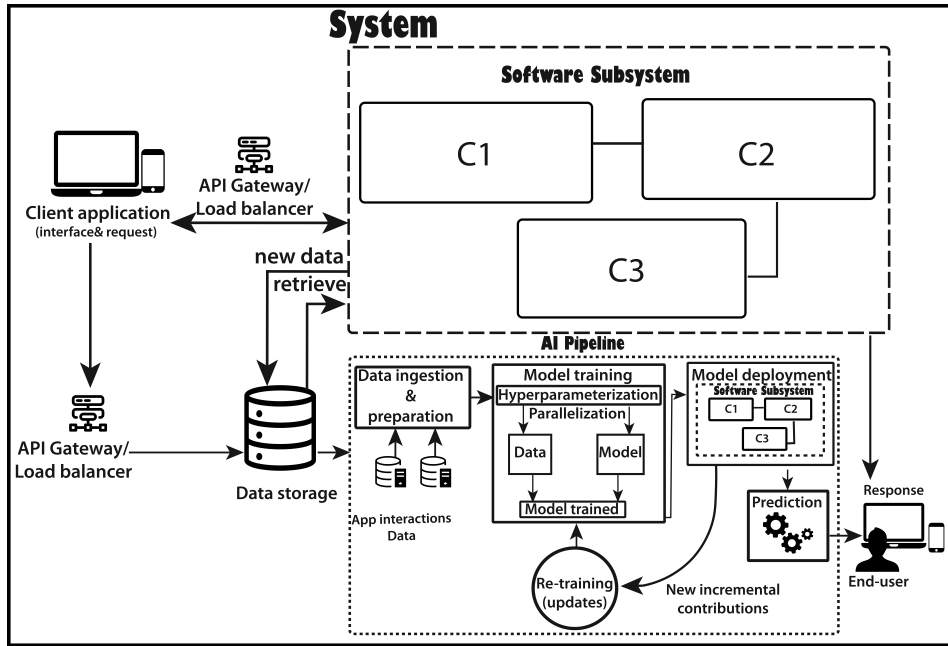 System
Software Subsystem
C1
C2
C3
API Gateway/
Load balancer
Client application
(interface& request)
new data
retrieve
AI Pipeline
Data ingestion
&
preparation
Model training
Hyperparameterization
Parallelization
Data
Model
Model trained
Model deployment
Software Subsystem
C1
C2
C3
API Gateway/
Load balancer
Data storage
App interactions
Data
Prediction
Response
End-user
Re-training
(updates)
New incremental
contributions